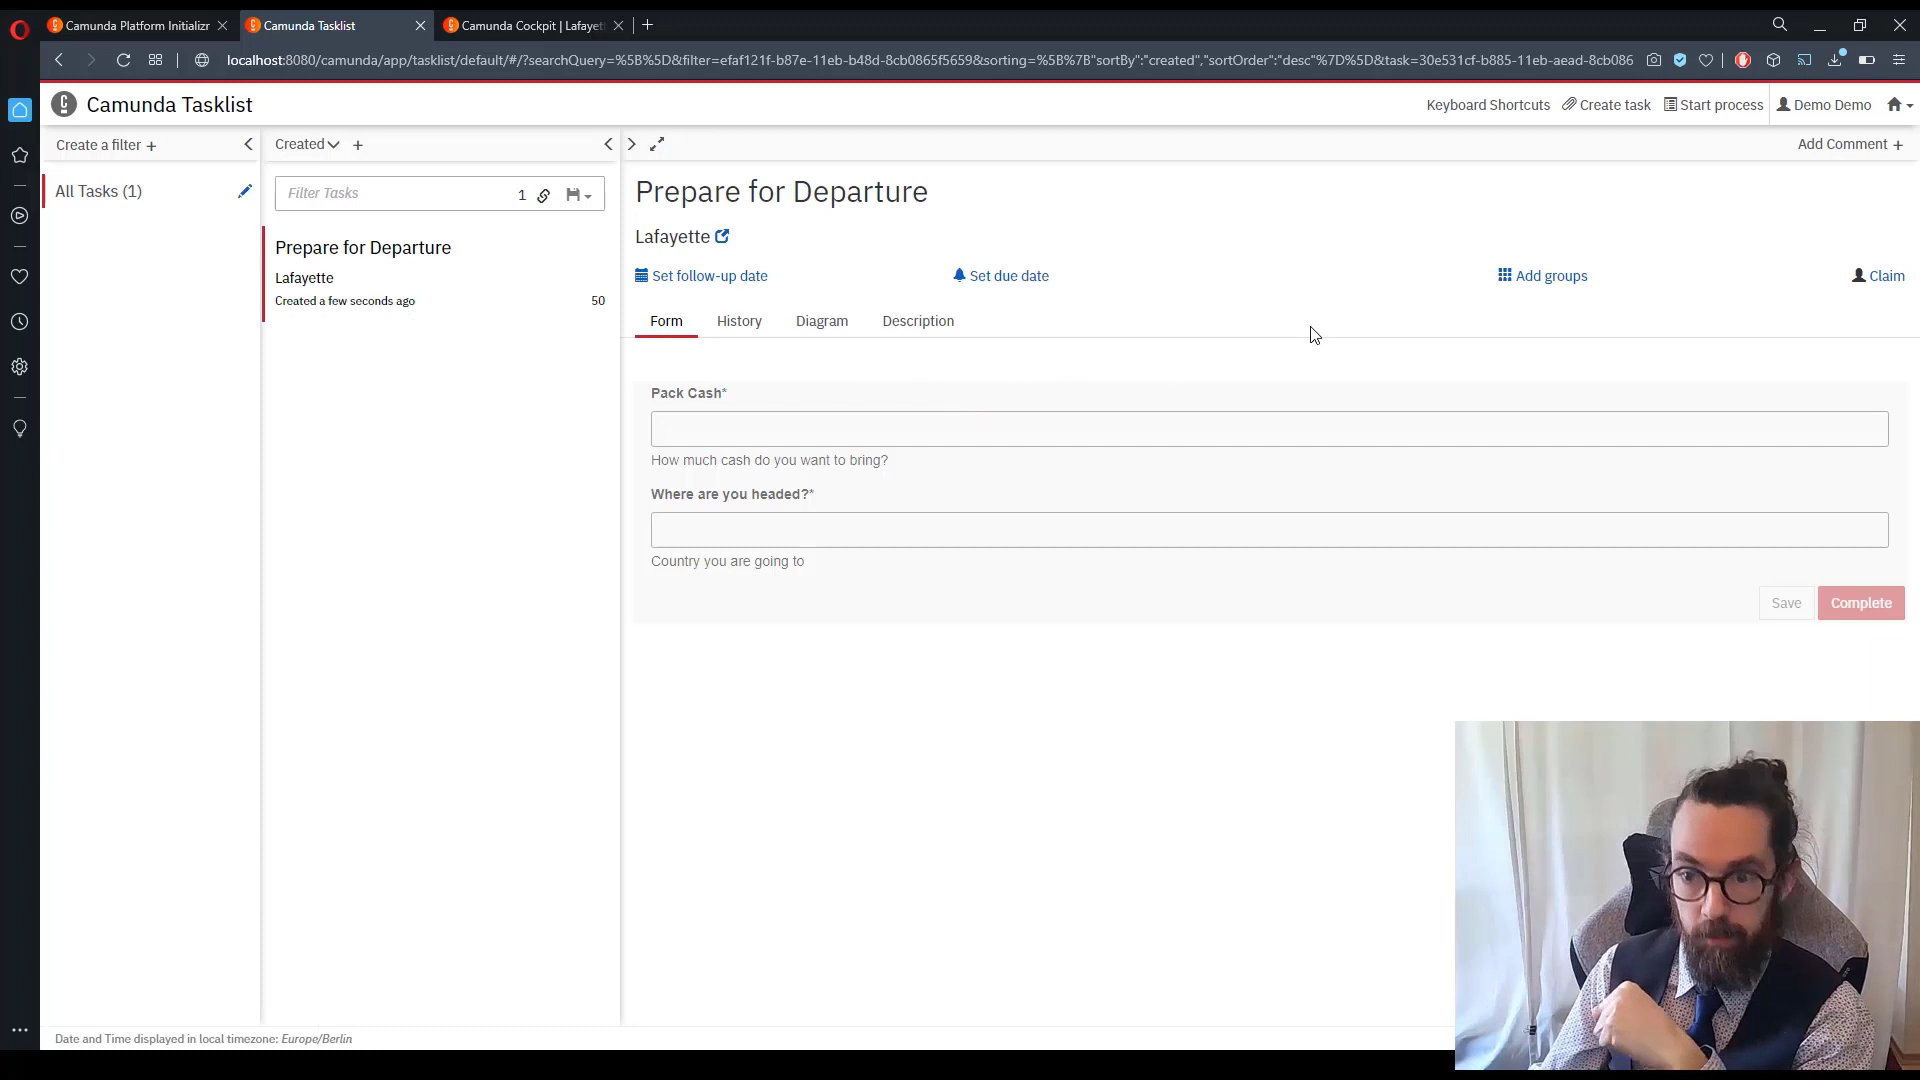 Camunda Platform Initializr
Camunda Tasklist
Camunda Cockpit | Lafayet
localhost:8080/camunda/app/tasklist/default/#/?searchQuery=%5B%5D&filter=efaf121f-b87e-11eb-b48d-8cb0865f5659&sorting=%5B%7B"sortBy":"created","sortOrder":"desc"%7D%5D&task=30e531cf-b885-11eb-aead-8cb086
Camunda Tasklist
Keyboard Shortcuts Create task Start process Demo Demo
Create a filter +
Created +
Add Comment +
All Tasks (1)
Filter Tasks 1
Prepare for Departure
Lafayette
Created a few seconds ago 50
Prepare for Departure
Lafayette
Set follow-up date Set due date Add groups Claim
Form History Diagram Description
Pack Cash*
How much cash do you want to bring?
Where are you headed?*
Country you are going to
Save Complete
Date and Time displayed in local timezone: Europe/Berlin